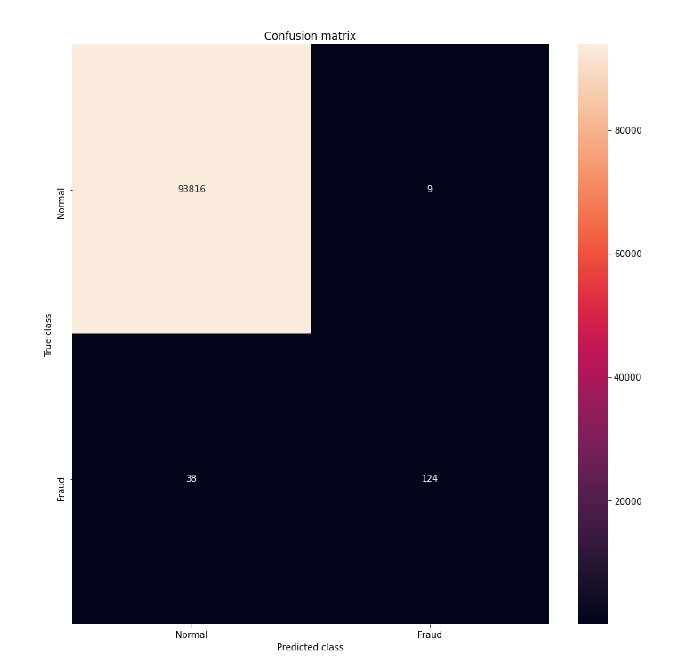 Confusion matrix
Normal
93816
9
True class
Fraud
38
124
Normal
Fraud
Predicted class
80000
60000
40000
20000